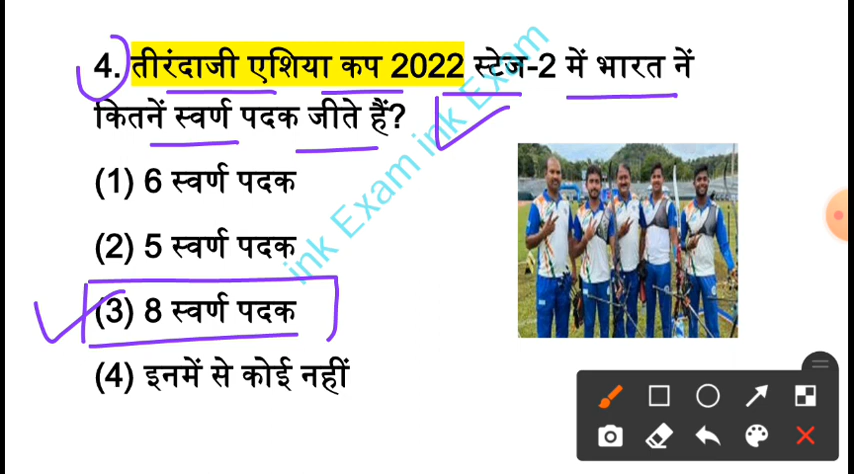 4. तीरंदाजी एशिया कप 2022 स्टेज-2 में भारत नें
कितनें स्वर्ण पदक जीते हैं?
(1) 6 स्वर्ण पदक
(2) 5 स्वर्ण पदक
(3) 8 स्वर्ण पदक
(4) इनमें से कोई नहीं
ink Exam ink Exam